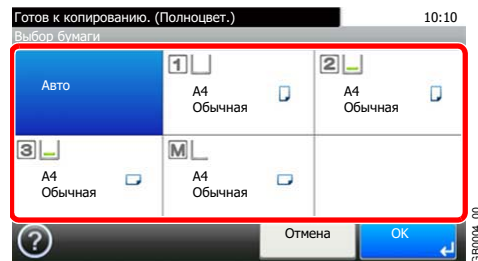 Готов к копированию. (Полноцвет.) 10:10
Выбор бумаги
Авто
1
A4
Обычная
2
A4
Обычная
3
A4
Обычная
M
A4
Обычная
?
Отмена
OK
GB0004_00